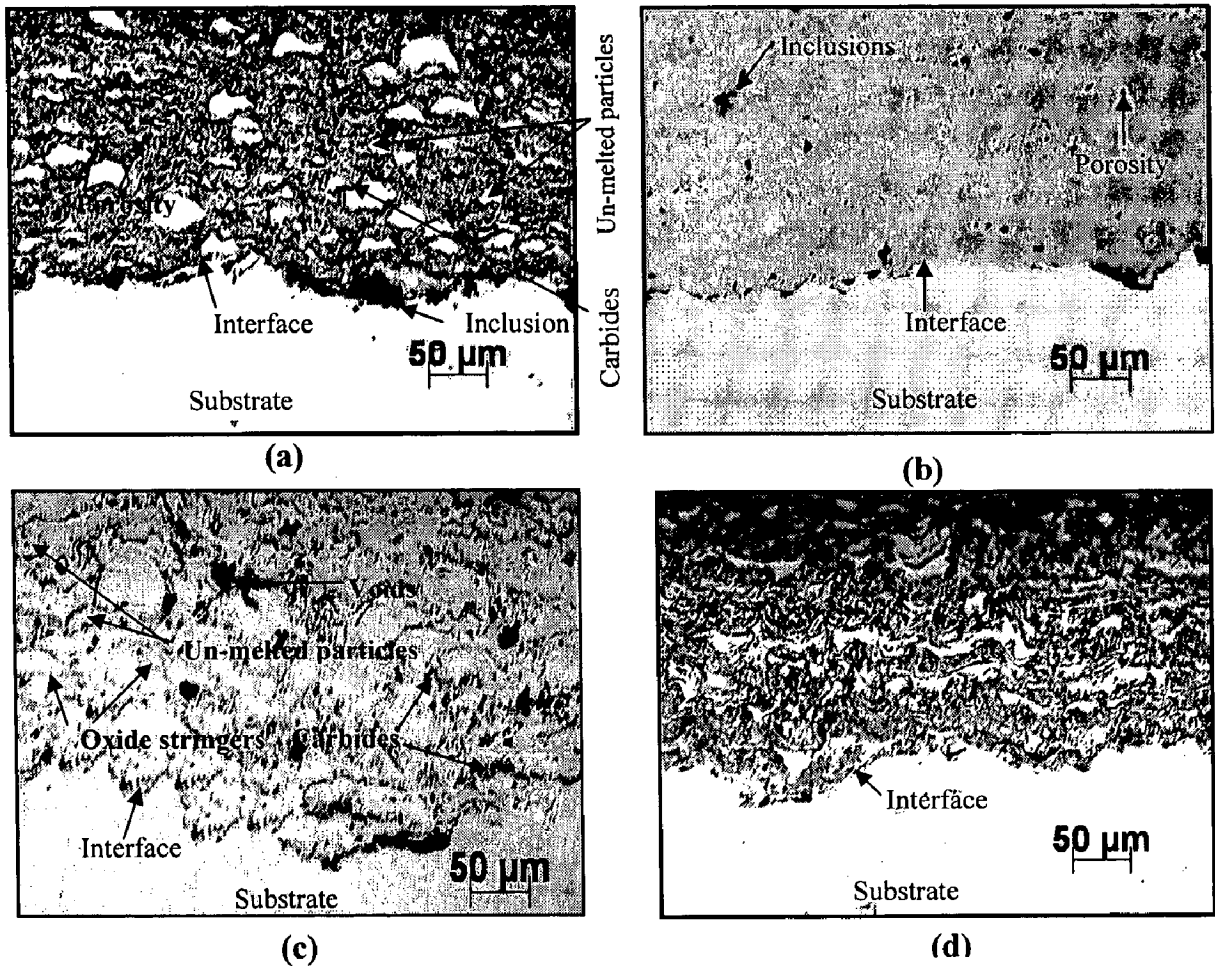 Un-melted particles
Porosity
Interface
Inclusion
Carbides
50 µm
Substrate
(a)
Inclusions
Porosity
Interface
50 µm
Substrate
(b)
Voids
Un-melted particles
Oxide stringers
Carbides
Interface
50 µm
Substrate
(c)
Interface
50 µm
Substrate
(d)